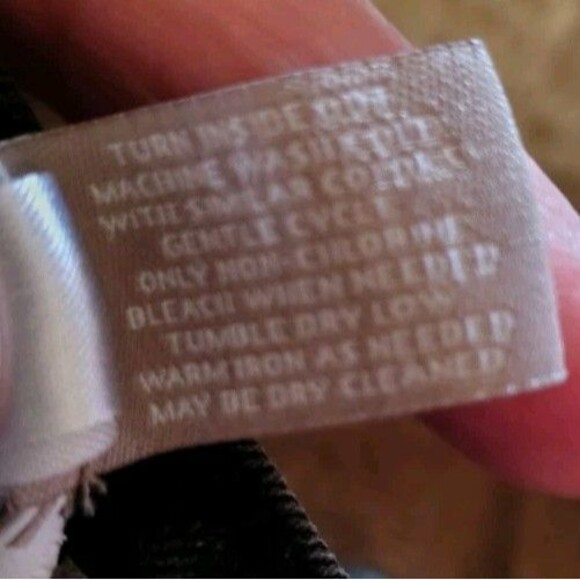 TURN INSIDE OUT
MACHINE WASH COLD
WITH SIMILAR COLORS
GENTLE CYCLE
ONLY NON-CHLORINE
BLEACH WHEN NEEDED
TUMBLE DRY LOW
WARM IRON AS NEEDED
MAY BE DRY CLEANED